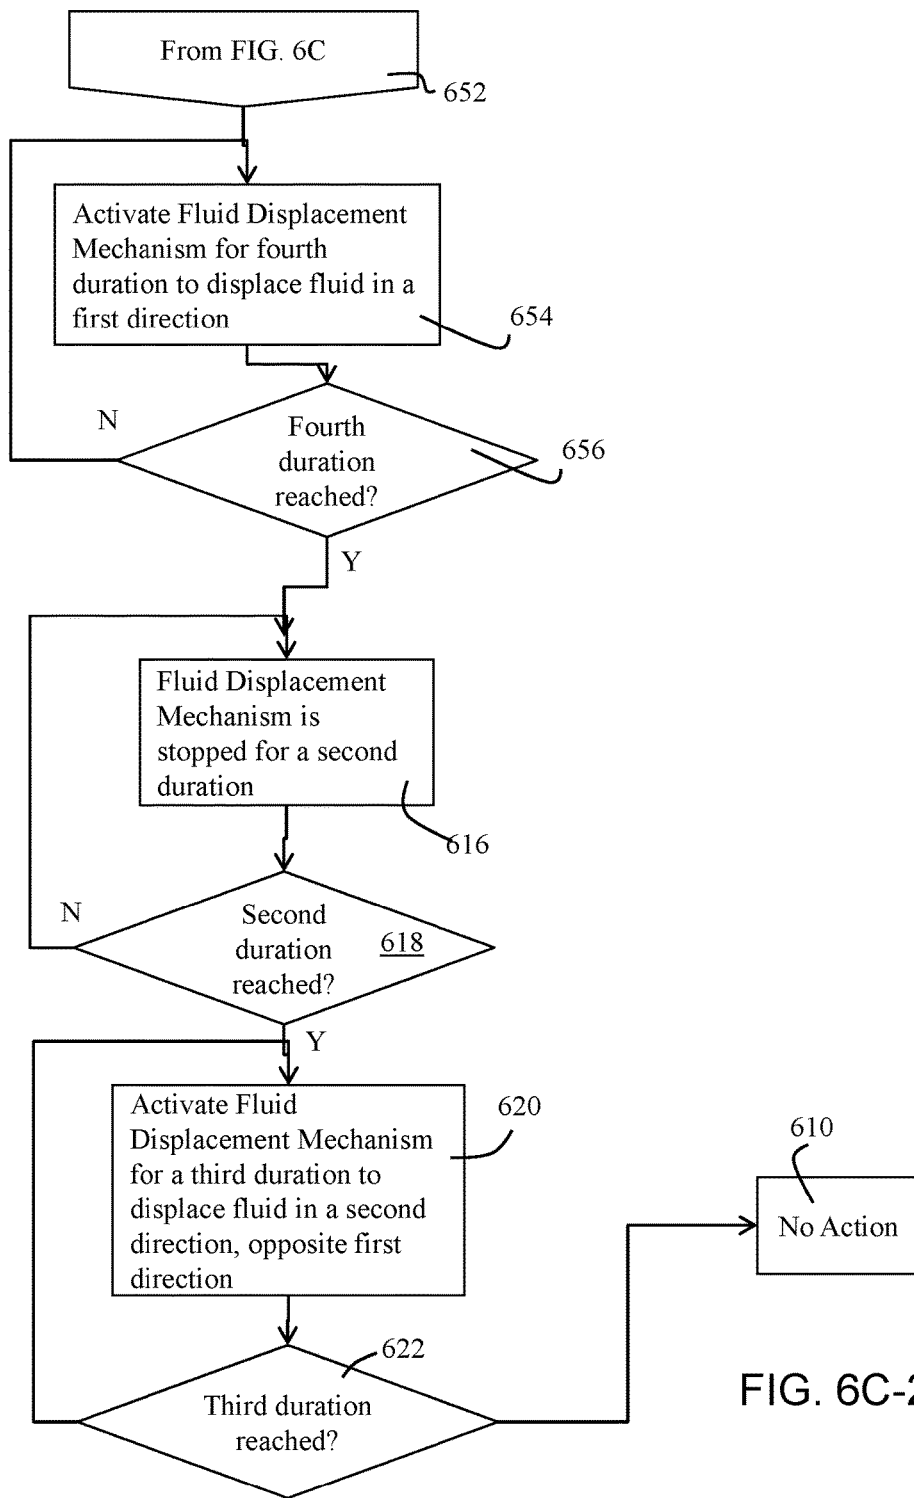 From FIG. 6C
652
Activate Fluid Displacement
Mechanism for fourth
duration to displace fluid in a
first direction
654
N
Fourth
duration
reached?
656
Y
Fluid Displacement
Mechanism is
stopped for a second
duration
616
N
Second
duration
reached?
618
Y
Activate Fluid
Displacement Mechanism
for a third duration to
displace fluid in a second
direction, opposite first
direction
620
610
No Action
622
Third duration
reached?
FIG. 6C-2